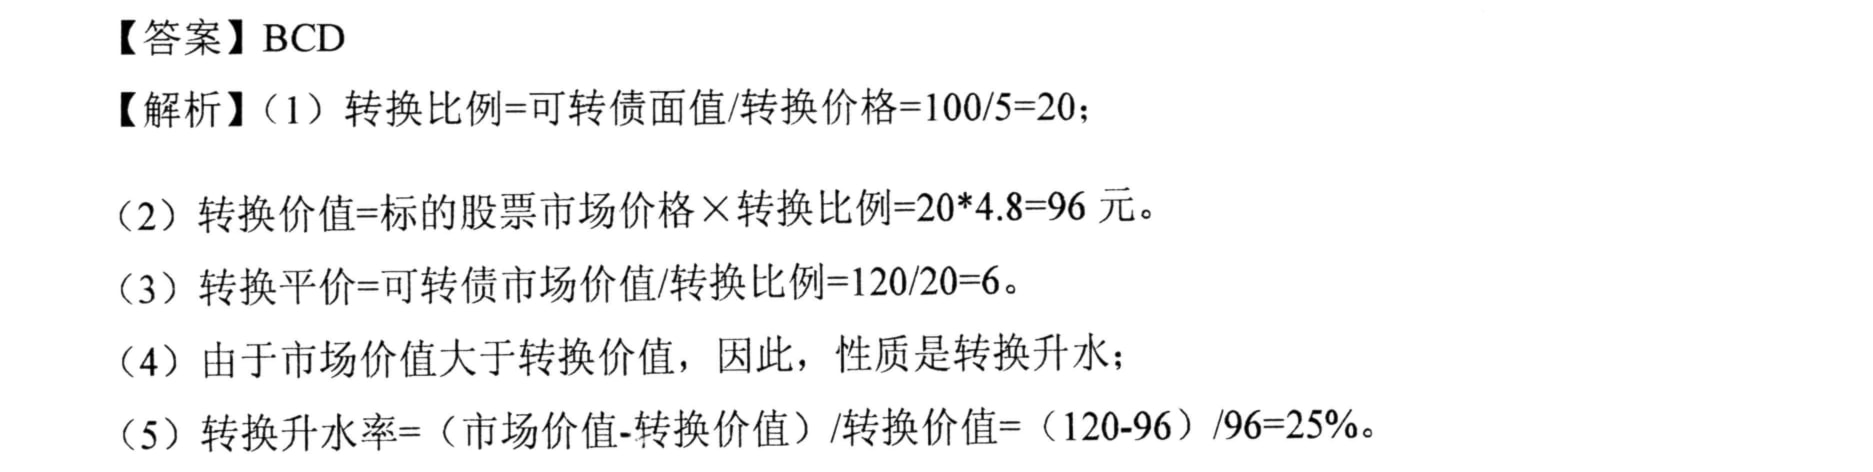 【答案】BCD
【解析】（1）转换比例=可转债面值/转换价格=100/5=20；
（2）转换价值=标的股票市场价格×转换比例=20*4.8=96 元。
（3）转换平价=可转债市场价值/转换比例=120/20=6。
（4）由于市场价值大于转换价值，因此，性质是转换升水；
（5）转换升水率=（市场价值-转换价值）/转换价值=（120-96）/96=25%。